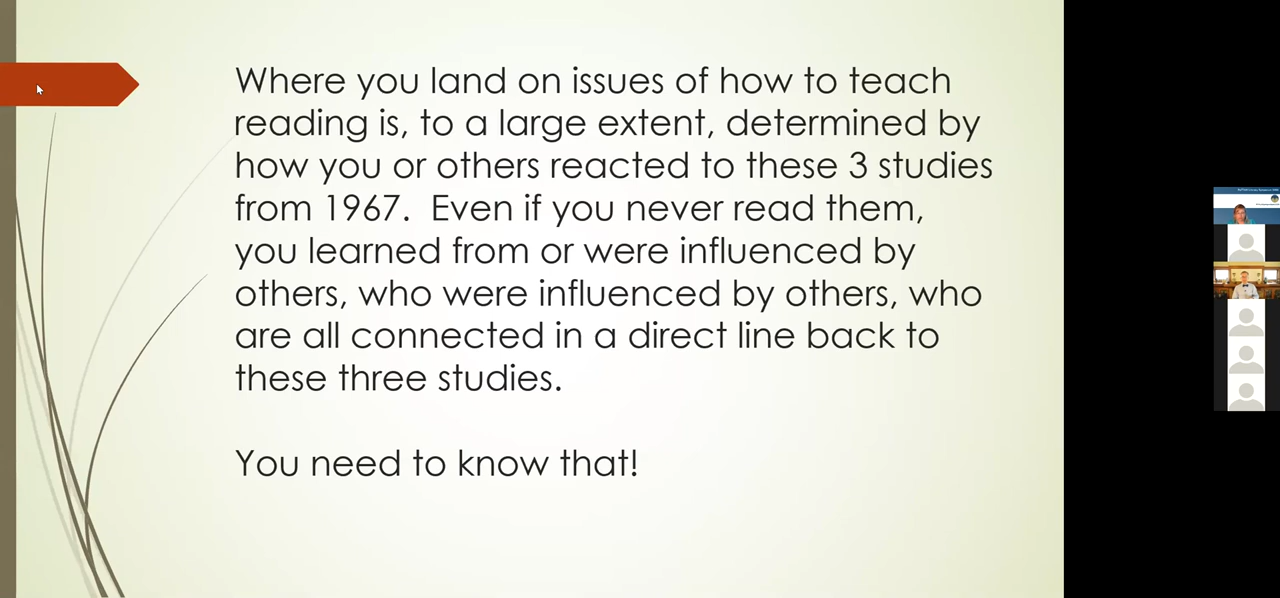 Where you land on issues of how to teach
reading is, to a large extent, determined by
how you or others reacted to these 3 studies
from 1967.  Even if you never read them,
you learned from or were influenced by
others, who were influenced by others, who
are all connected in a direct line back to
these three studies.
You need to know that!